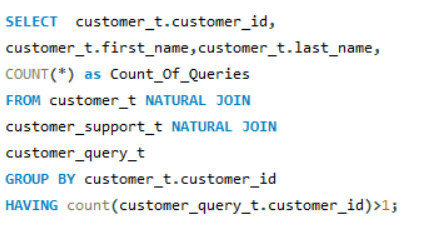 SELECT  customer_t.customer_id,
customer_t.first_name,customer_t.last_name,
COUNT(*) as Count_Of_Queries
FROM customer_t NATURAL JOIN
customer_support_t NATURAL JOIN
customer_query_t
GROUP BY customer_t.customer_id
HAVING count(customer_query_t.customer_id)>1;